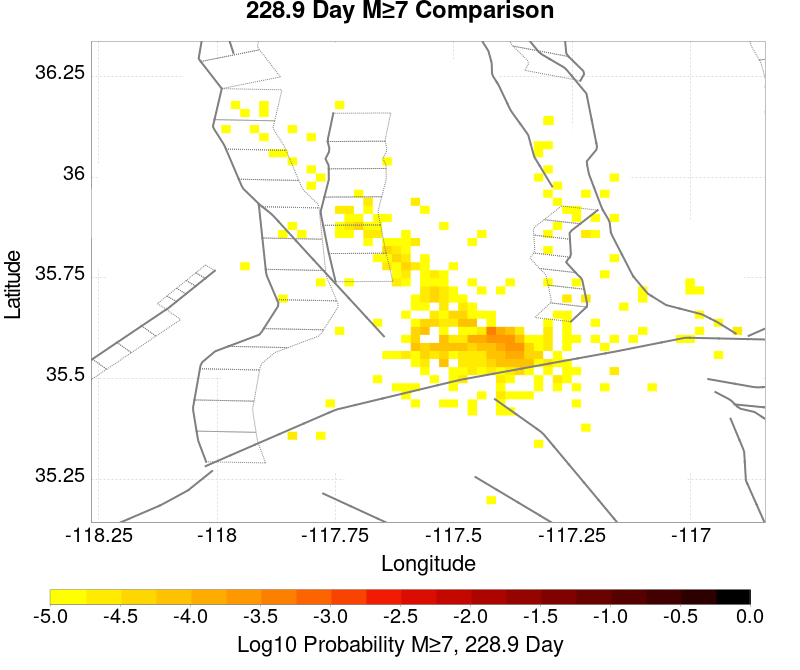 228.9 Day M≥7 Comparison
36.25
36
35.75
35.5
35.25
Latitude
-118.25 -118 -117.75 -117.5 -117.25 -117
Longitude
-5.0 -4.5 -4.0 -3.5 -3.0 -2.5 -2.0 -1.5 -1.0 -0.5 0.0
Log10 Probability M≥7, 228.9 Day